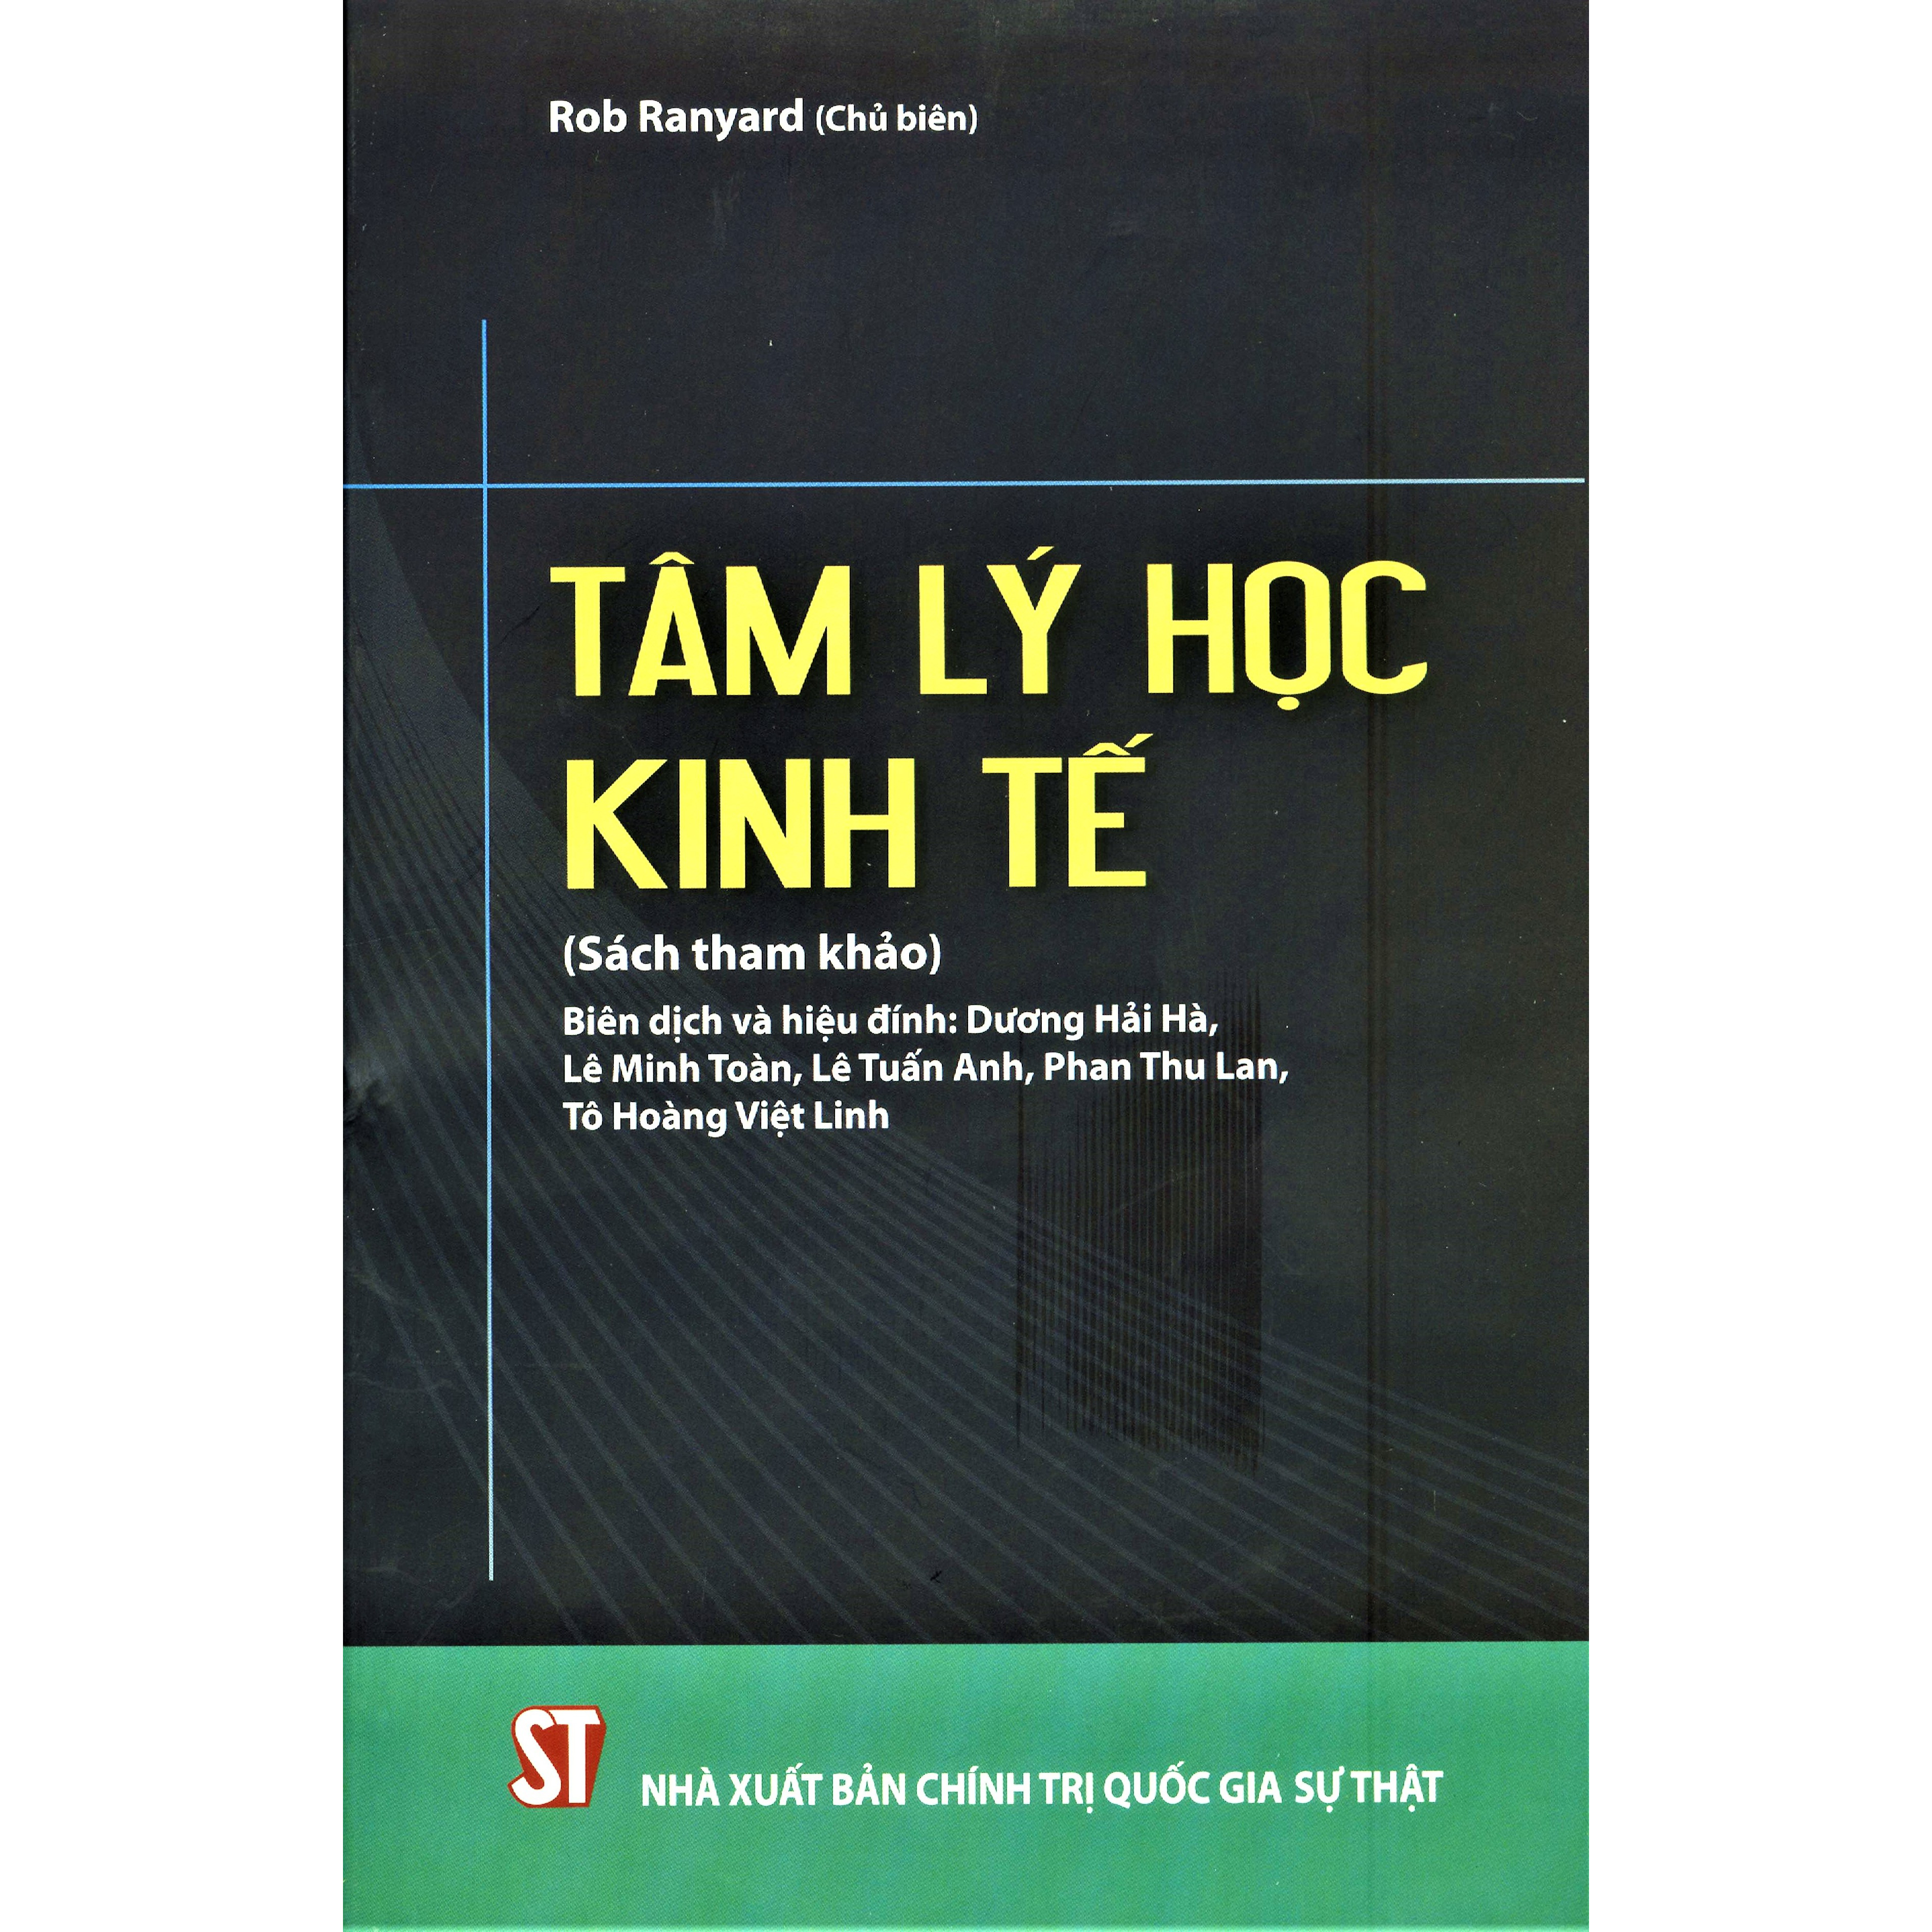 Rob Ranyard (Chủ biên)
TÂM LÝ HỌC
KINH TẾ
(Sách tham khảo)
Biên dịch và hiệu đính: Dương Hải Hà,
Lê Minh Toàn, Lê Tuấn Anh, Phan Thu Lan,
Tô Hoàng Việt Linh
ST
NHÀ XUẤT BẢN CHÍNH TRỊ QUỐC GIA SỰ THẬT